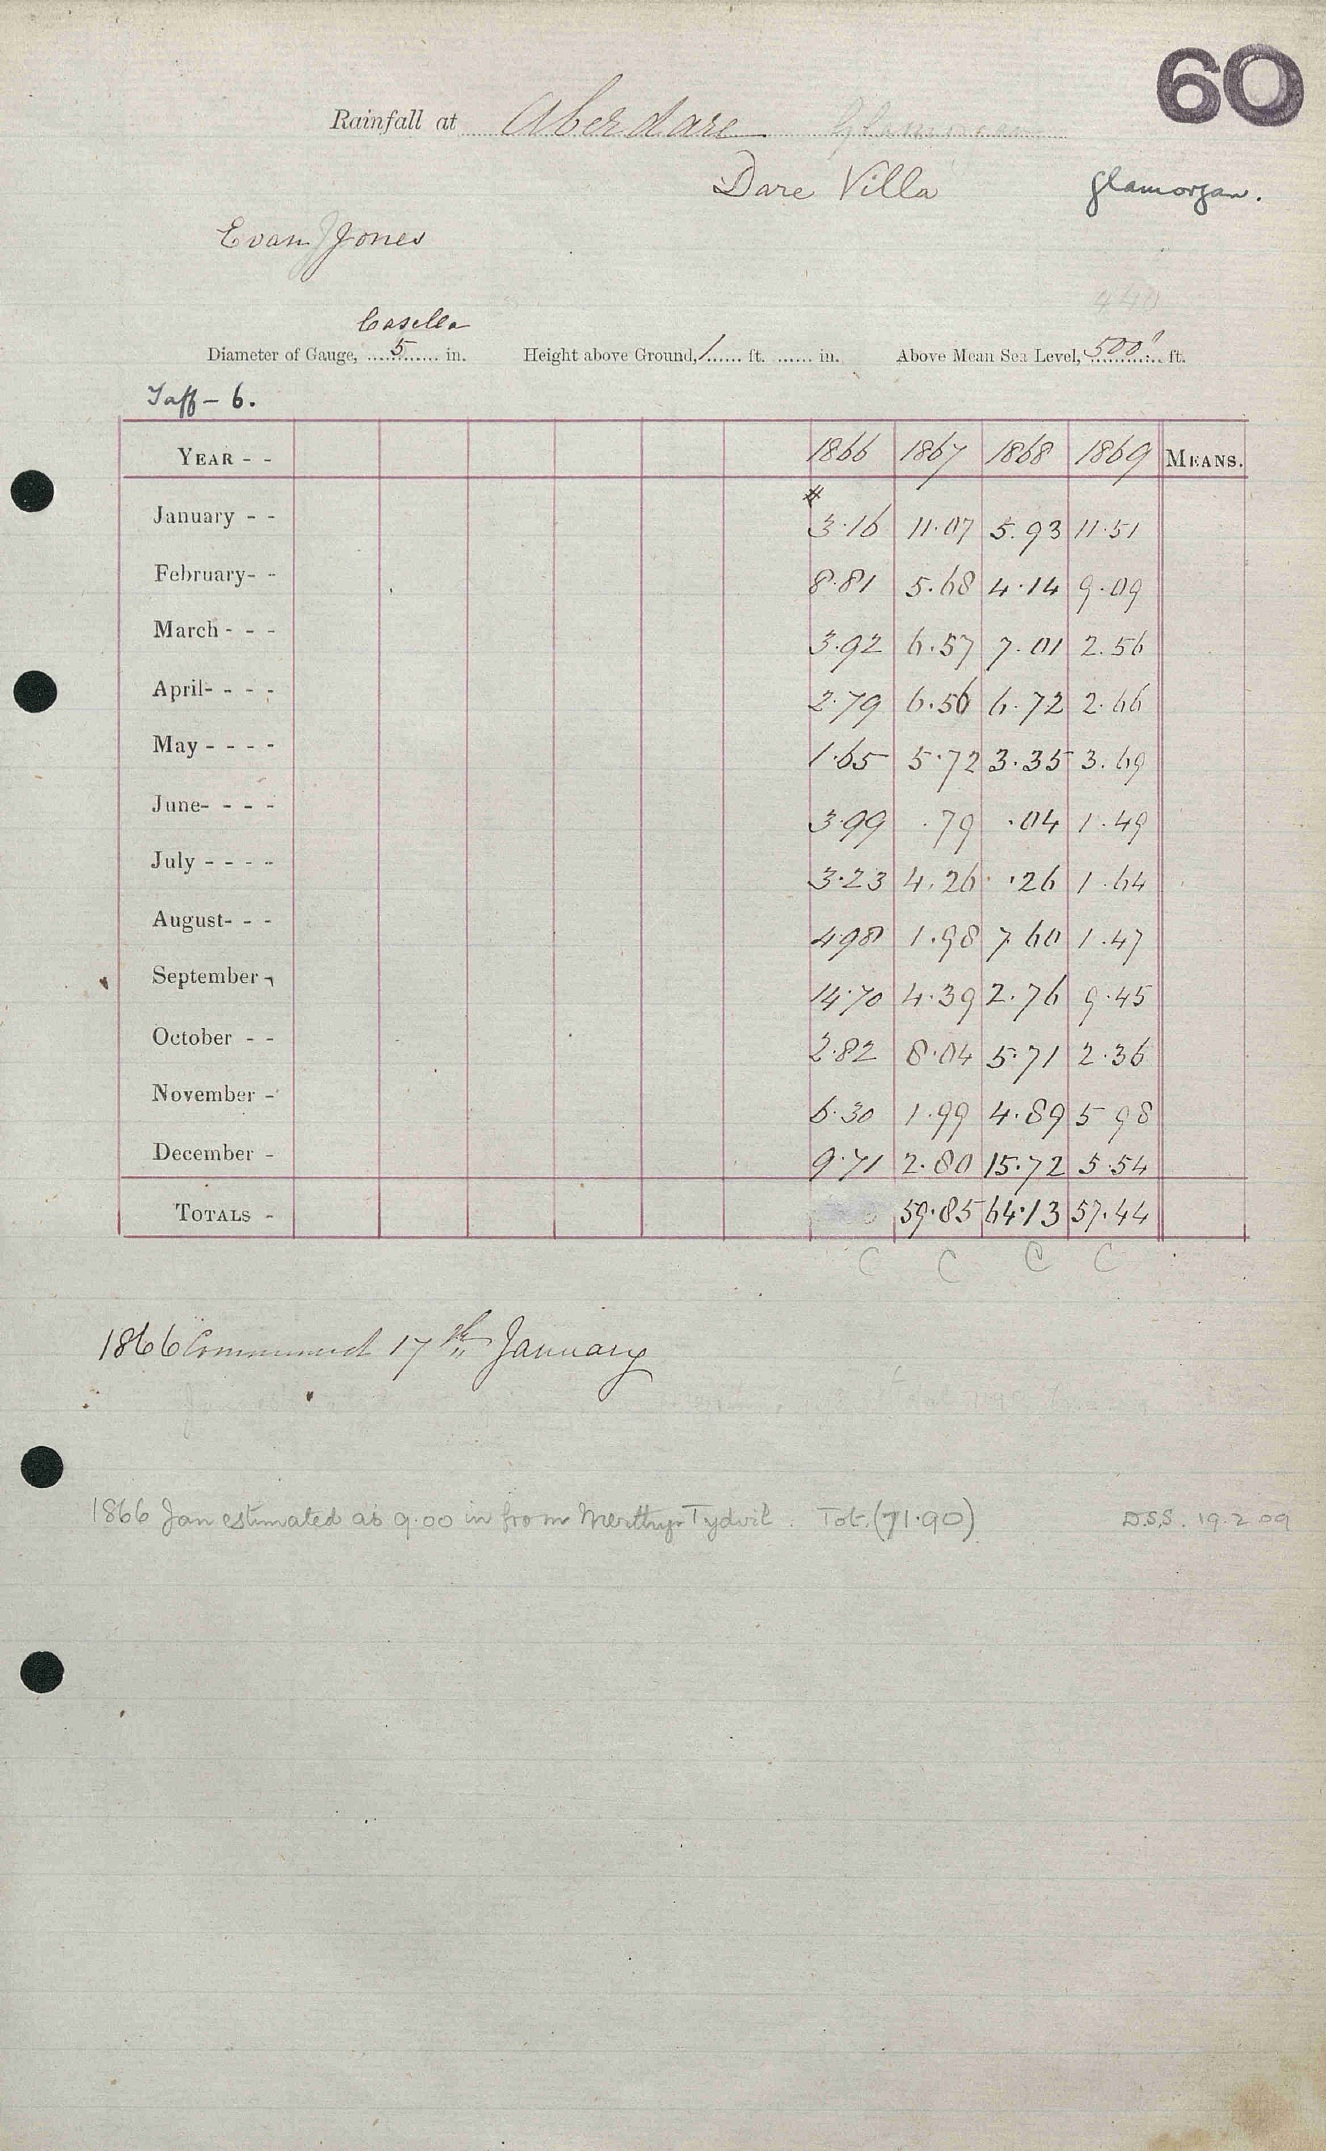 60
Rainfall at Aberdare Glamorgan
Dare Villa Glamorgan.
Evan Jones
Casella
Diameter of Gauge, 5 in. Height above Ground, 1 ft. in. Above Mean Sea Level, 500' ft.
Taff - 6.
YEAR - - 1866 1867 1868 1869 MEANS.
January - - # 3.16 11.07 5.93 11.51
February - - 8.81 5.68 4.14 9.09
March - - - 3.92 6.57 7.01 2.56
April - - - - 2.79 6.56 6.72 2.66
May - - - - 1.65 5.72 3.35 3.69
June - - - - 3.99 .79 .04 1.49
July - - - - 3.23 4.26 .26 1.64
August - - - 4.98 1.98 7.60 1.47
September - 14.70 4.39 2.76 9.45
October - - 2.82 8.04 5.71 2.36
November - 6.30 1.99 4.89 5.98
December - 9.71 2.80 15.72 5.54
TOTALS - 59.85 64.13 57.44
C C C C
1866 Commenced 17th January
1866 Jan estimated as 9.00 in from Merthyr Tydvil. Tot. (71.90) D.S.S. 19.2.09